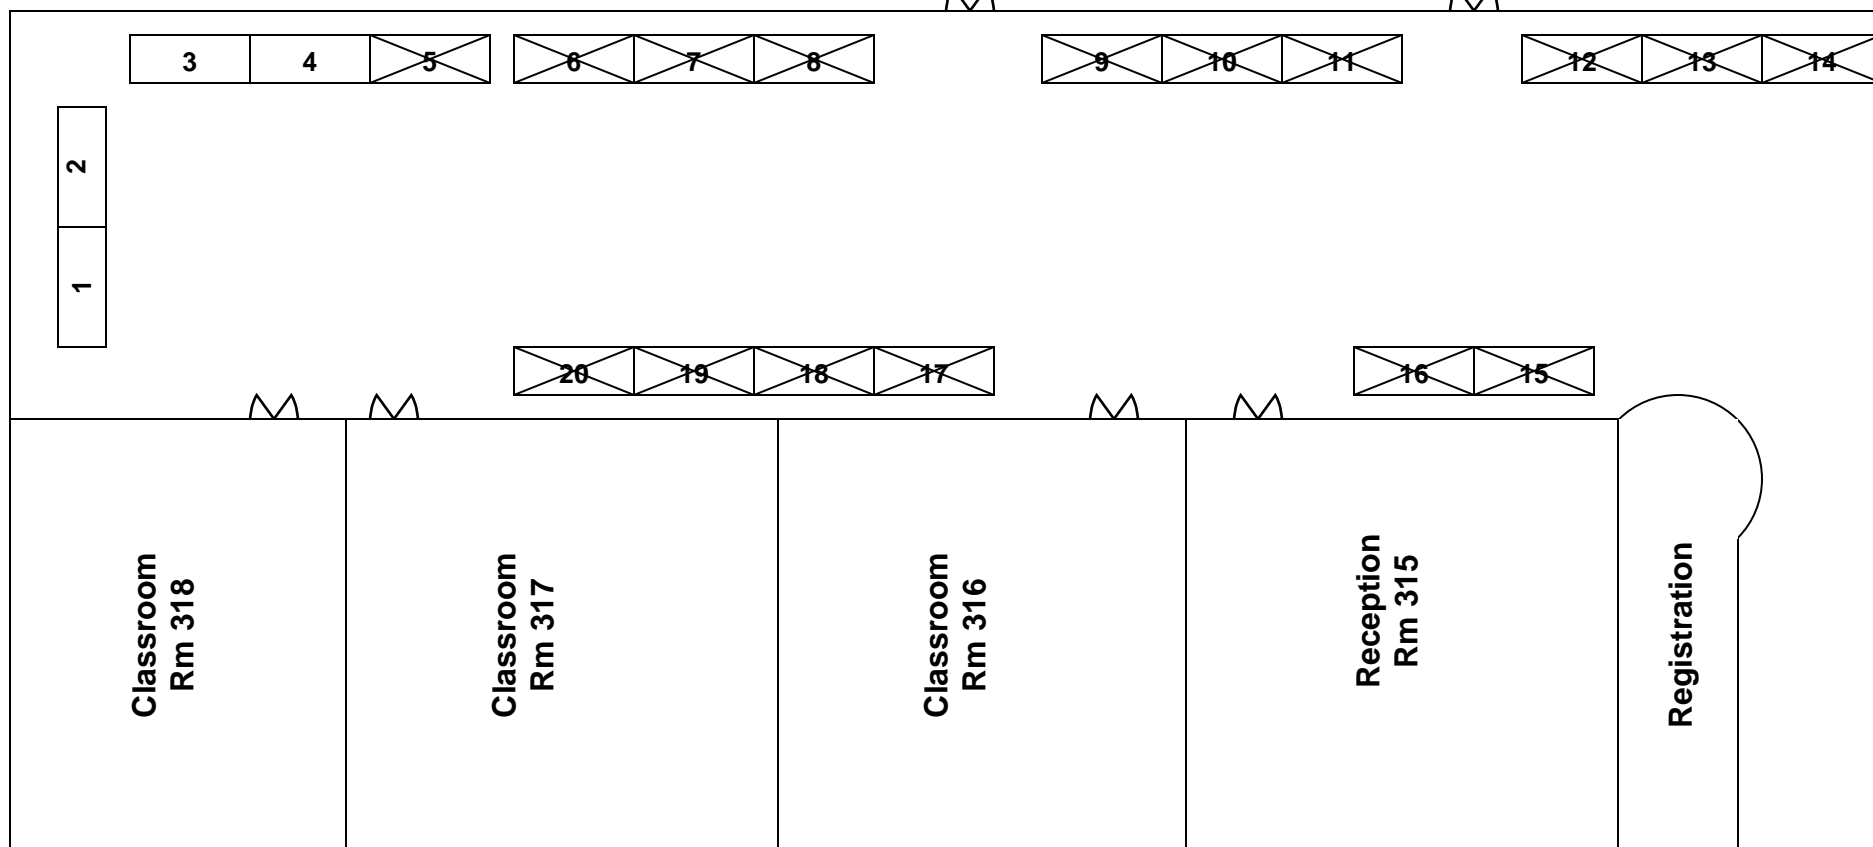 3 4 5 6 7 8 9 10 11 12 13 14
2
1
20 19 18 17 16 15
Classroom
Rm 318
Classroom
Rm 317
Classroom
Rm 316
Reception
Rm 315
Registration